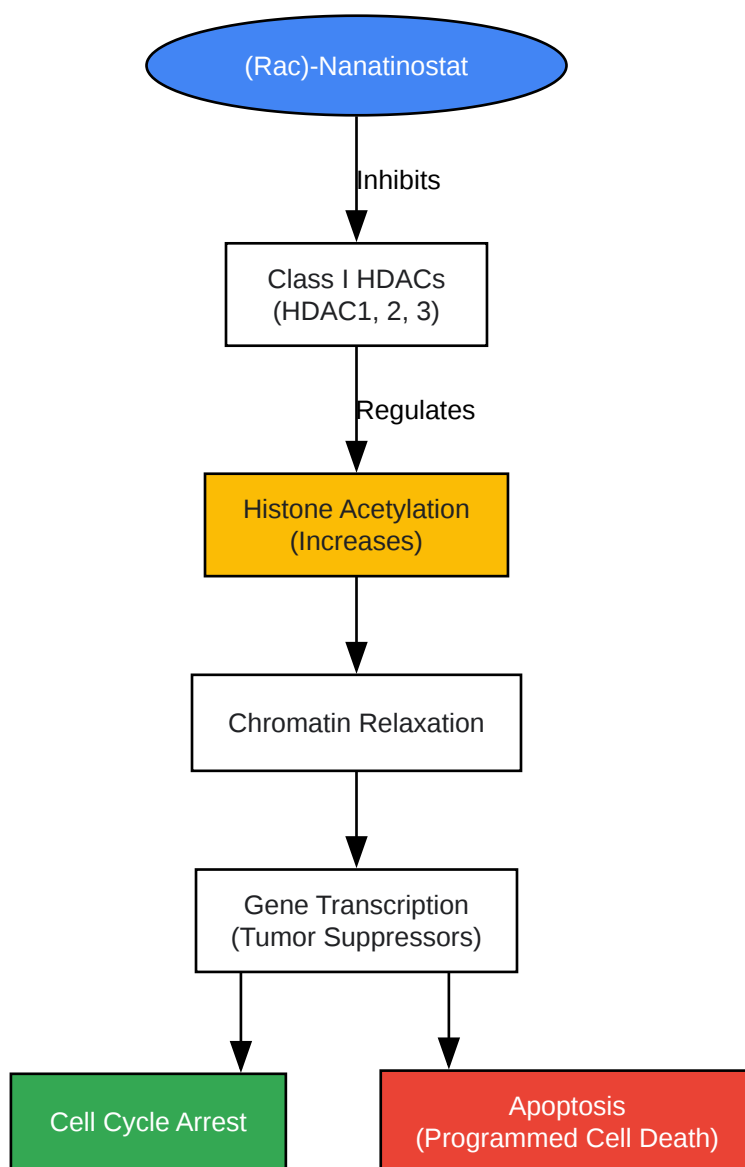 (Rac)-Nanatinostat
Inhibits
Class I HDACs
(HDAC1, 2, 3)
Regulates
Histone Acetylation
(Increases)
Chromatin Relaxation
Gene Transcription
(Tumor Suppressors)
Cell Cycle Arrest
Apoptosis
(Programmed Cell Death)